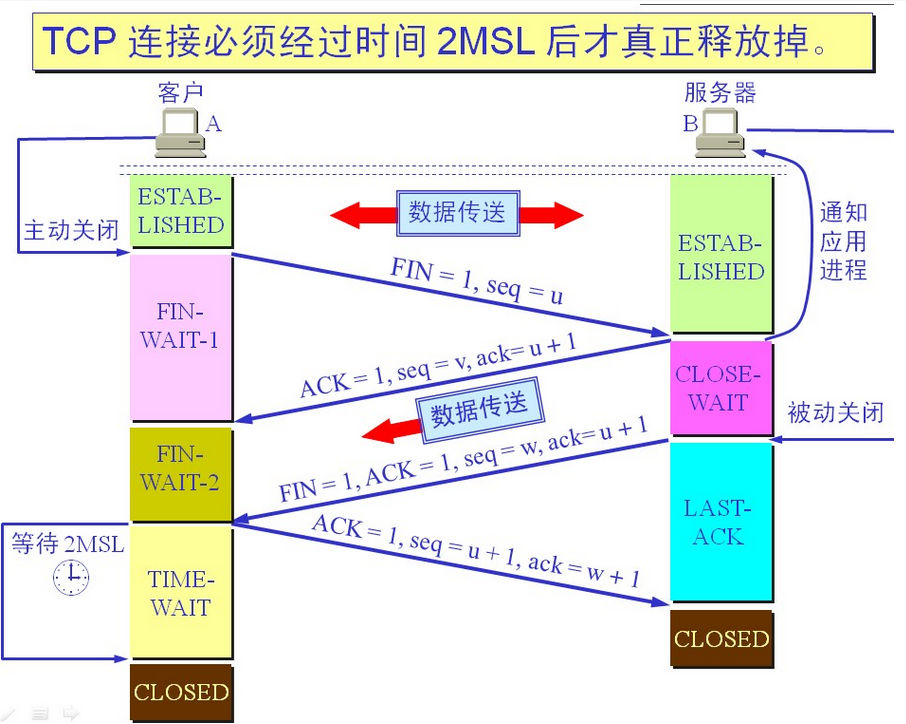 TCP 连接必须经过时间 2MSL 后才真正释放掉。
客户
A
服务器
B
ESTAB-
LISHED
数据传送
主动关闭
ESTAB-
LISHED
通知
应用
进程
FIN = 1, seq = u
FIN-
WAIT-1
ACK = 1, seq = v, ack= u + 1
CLOSE-
WAIT
数据传送
被动关闭
FIN-
WAIT-2
FIN = 1, ACK = 1, seq = w, ack= u + 1
LAST-
ACK
ACK = 1, seq = u + 1, ack = w + 1
等待 2MSL
TIME-
WAIT
CLOSED
CLOSED